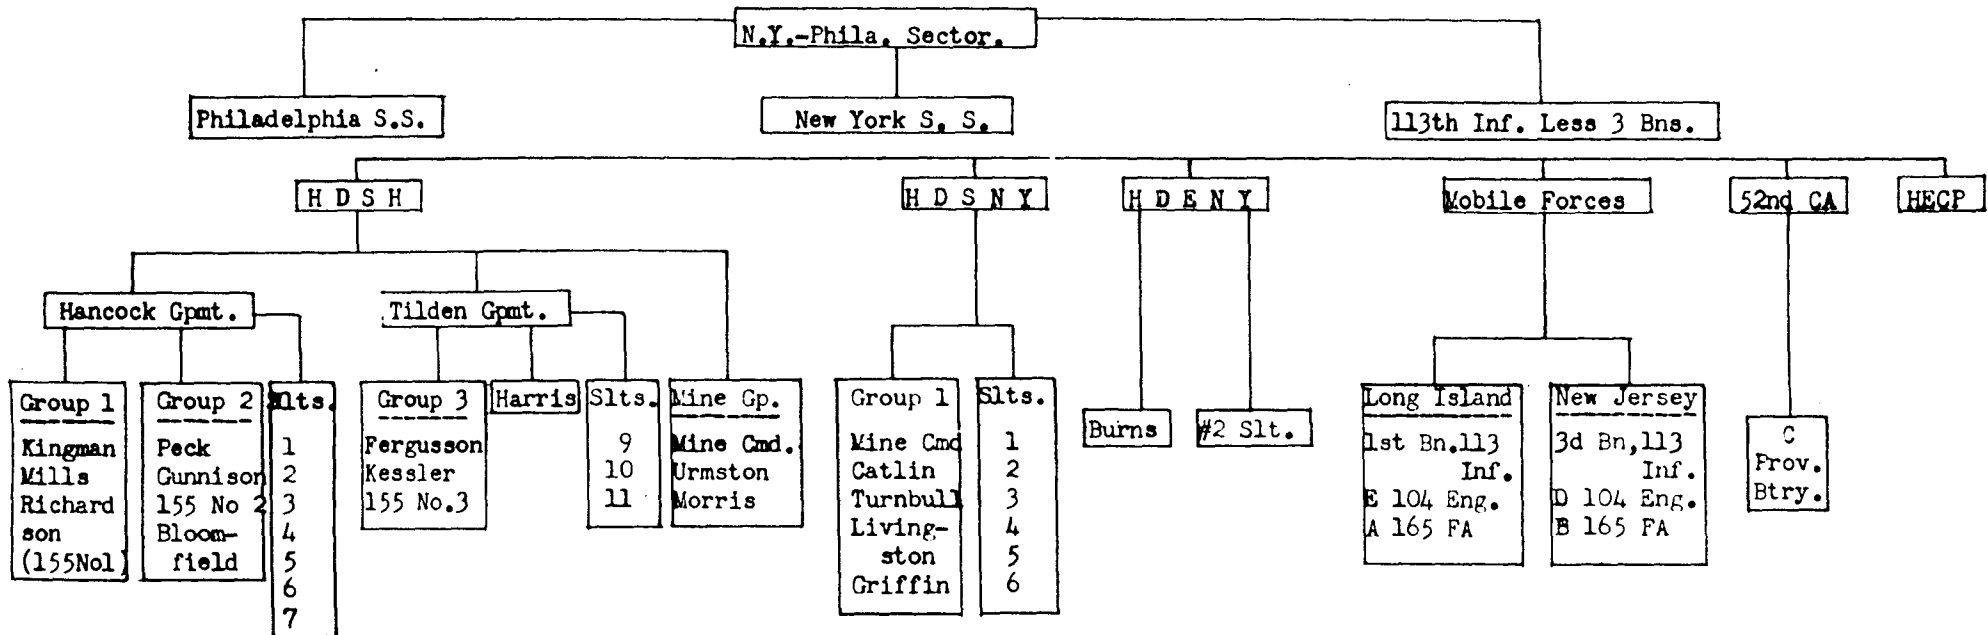 N.Y.-Phila. Sector.
Philadelphia S.S.
New York S. S.
113th Inf. Less 3 Bns.
H D S H
H D S N Y
H D E N Y
Mobile Forces
52nd CA
HECP
Hancock Gpmt.
Tilden Gpmt.
Group 1
Kingman
Mills
Richard
son
(155No1)
Group 2
Peck
Gunnison
155 No 2
Bloom-
field
Slts.
1
2
3
4
5
6
7
Group 3
Fergusson
Kessler
155 No.3
Harris
Slts.
9
10
11
Mine Gp.
Mine Cmd.
Urmston
Morris
Group 1
Mine Cmd
Catlin
Turnbull
Living-
ston
Griffin
Slts.
1
2
3
4
5
6
Burns
#2 Slt.
Long Island
1st Bn.113
Inf.
E 104 Eng.
A 165 FA
New Jersey
3d Bn,113
Inf.
D 104 Eng.
B 165 FA
C
Prov.
Btry.